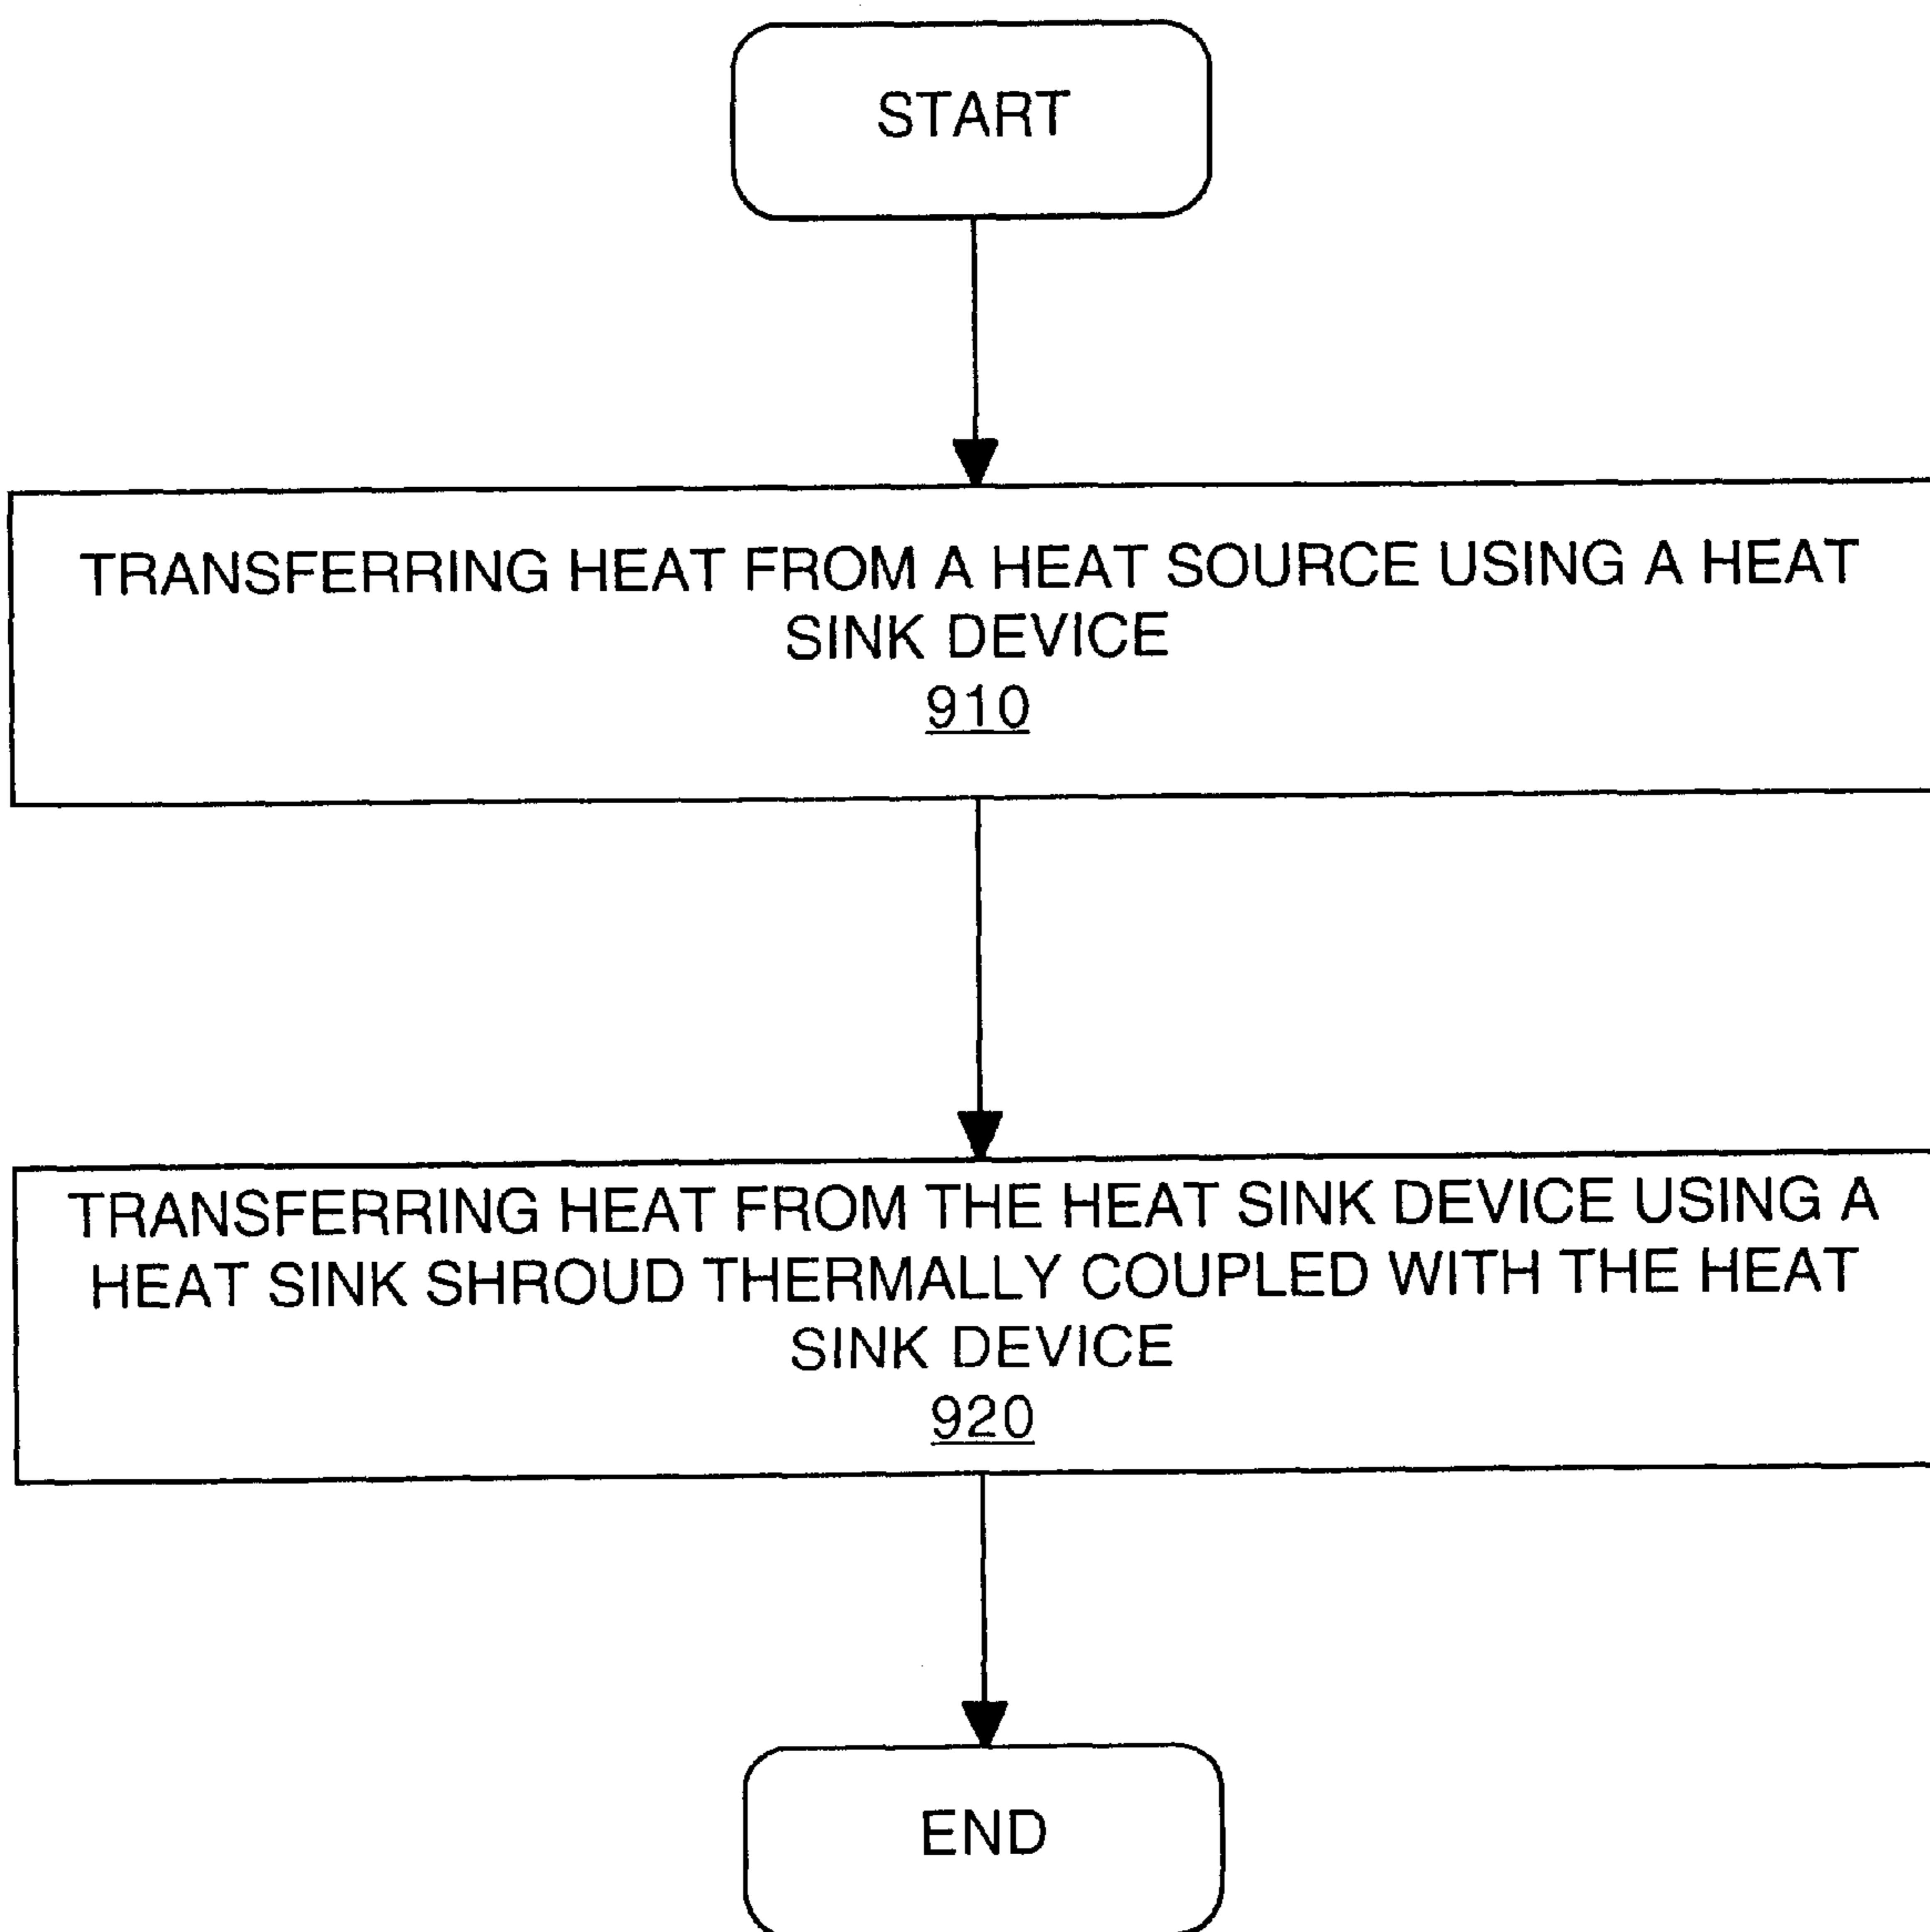 START
TRANSFERRING HEAT FROM A HEAT SOURCE USING A HEAT
SINK DEVICE
910
TRANSFERRING HEAT FROM THE HEAT SINK DEVICE USING A
HEAT SINK SHROUD THERMALLY COUPLED WITH THE HEAT
SINK DEVICE
920
END